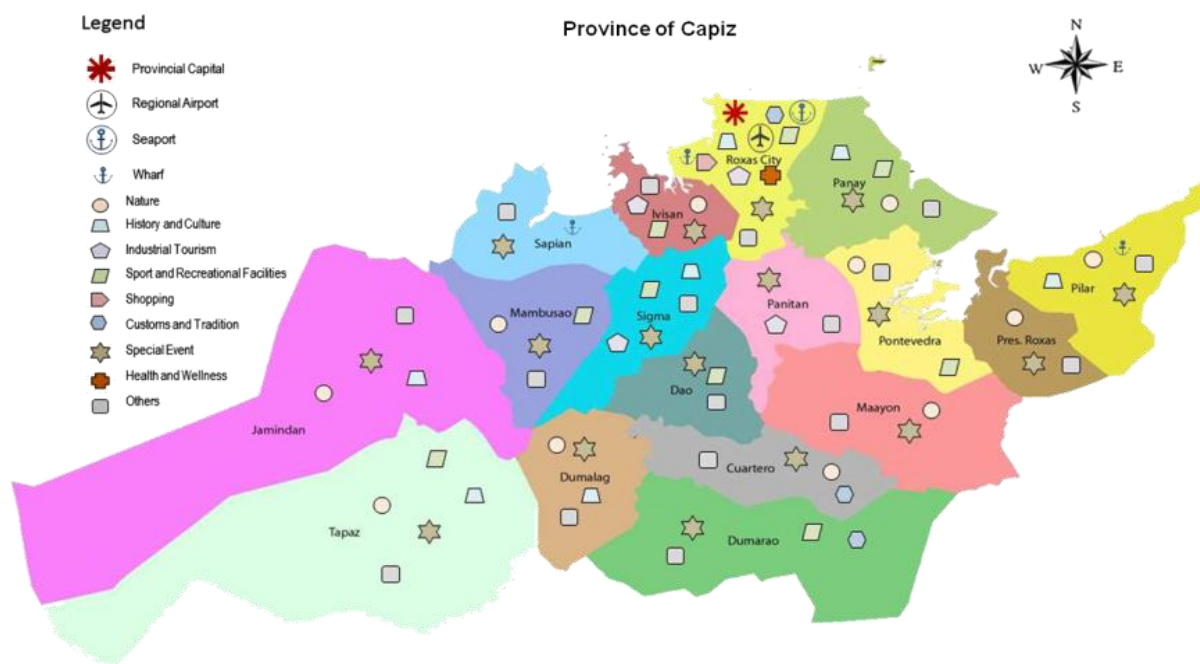 Legend
Province of Capiz
Provincial Capital
Regional Airport
Seaport
Wharf
Nature
History and Culture
Industrial Tourism
Sport and Recreational Facilities
Shopping
Customs and Tradition
Special Event
Health and Wellness
Others
N
W E
S
Roxas City
Panay
Ivisan
Sapian
Pilar
Panitan
Mambusao
Sigma
Pontevedra
Pres. Roxas
Dao
Maayon
Jamindan
Cuartero
Dumalag
Tapaz
Dumarao